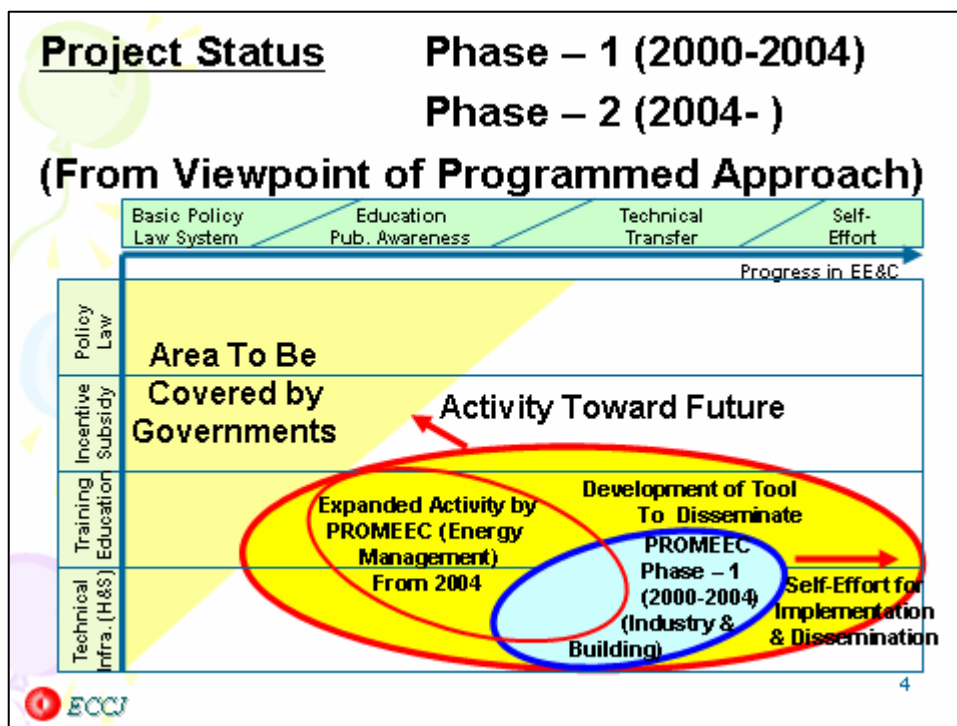 Project Status Phase – 1 (2000-2004)
Phase – 2 (2004- )
(From Viewpoint of Programmed Approach)
Basic Policy
Law System
Education
Pub. Awareness
Technical
Transfer
Self-
Effort
Progress in EE&C
Policy
Law
Incentive
Subsidy
Training
Education
Technical
Infra. (H&S)
Area To Be
Covered by
Governments
Activity Toward Future
Expanded Activity by
PROMEEC (Energy
Management)
From 2004
Development of Tool
To Disseminate
PROMEEC
Phase – 1
(2000-2004)
(Industry &
Building)
Self-Effort for
Implementation
& Dissemination
4
ECCJ